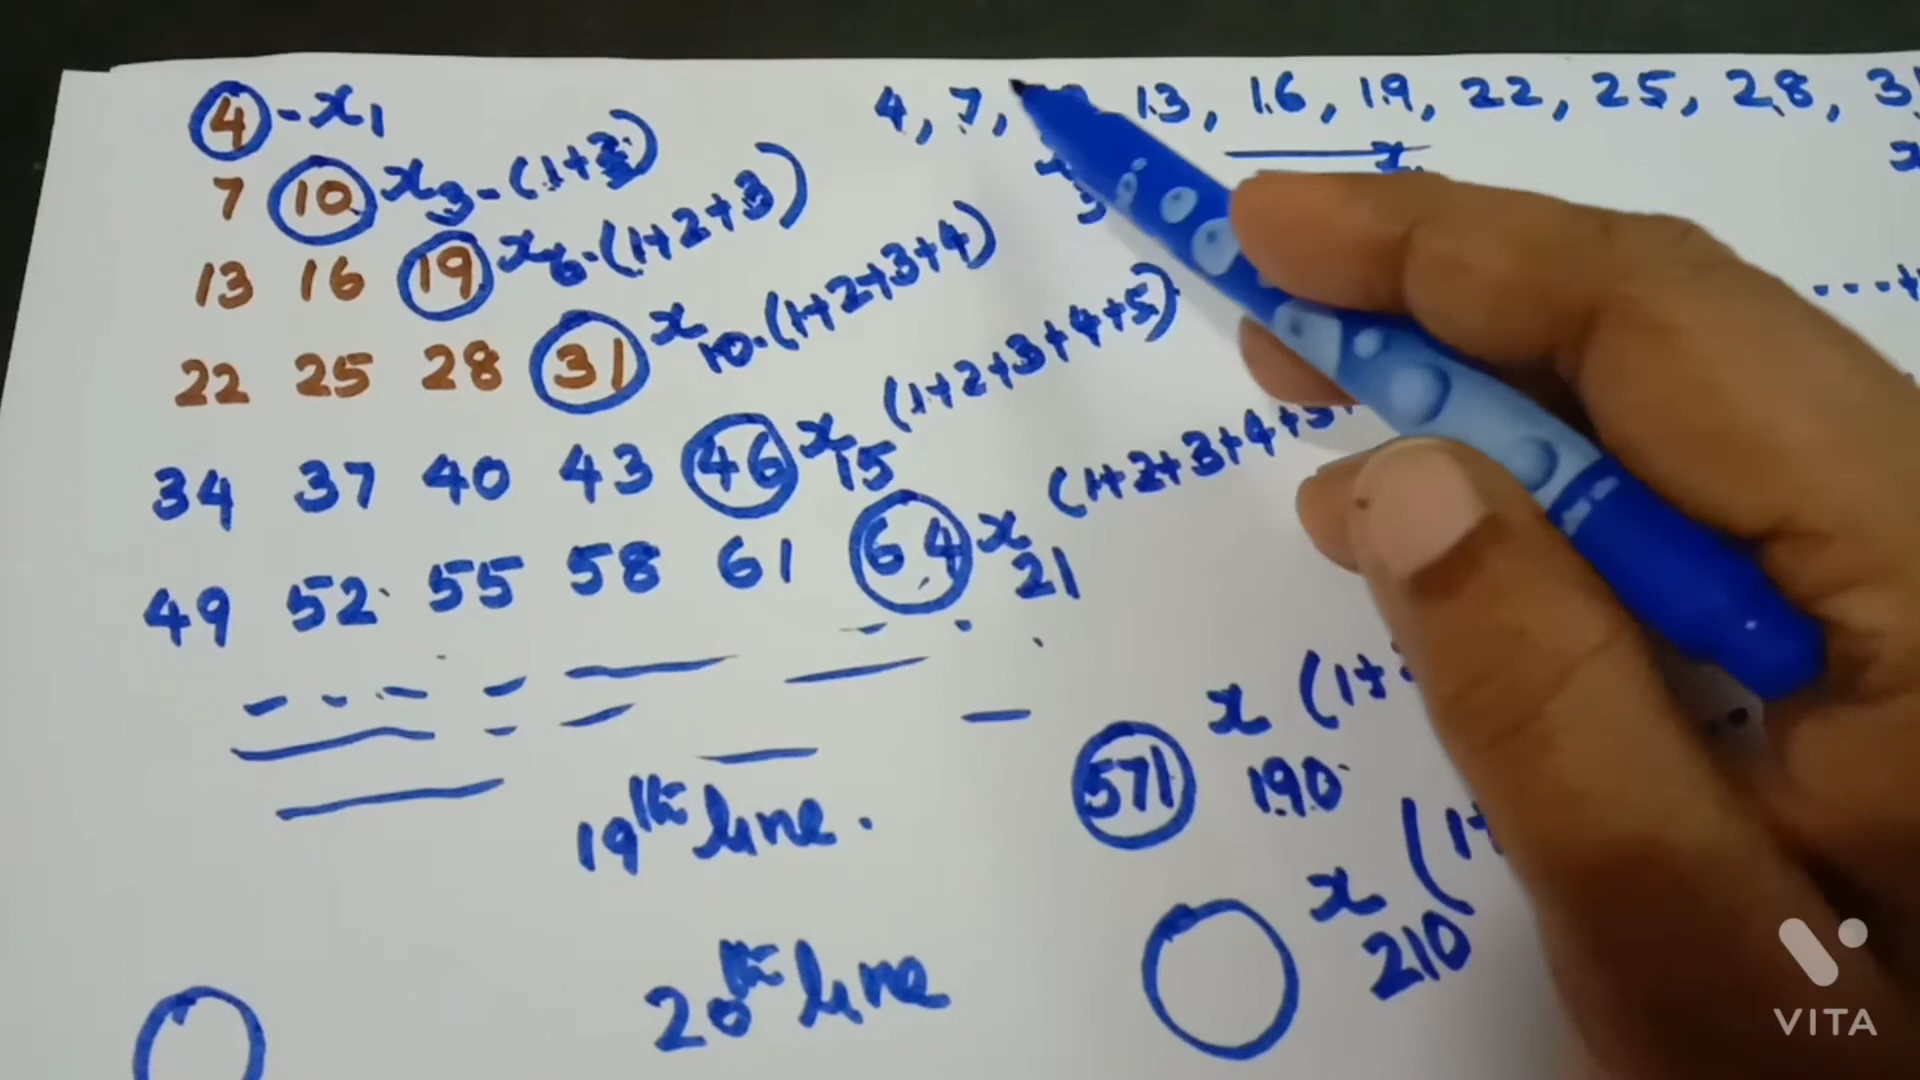 4 - x1
4, 7, 13, 16, 19, 22, 25, 28, 31
7 10 x3 - (1+2)
13 16 19 x6 - (1+2+3)
22 25 28 31 x10 - (1+2+3+4)
34 37 40 43 46 x15 (1+2+3+4+5)
49 52 55 58 61 64 x21 (1+2+3+4+5+
19th line. 571 x190 (1+
20th line x210 (1+
VITA